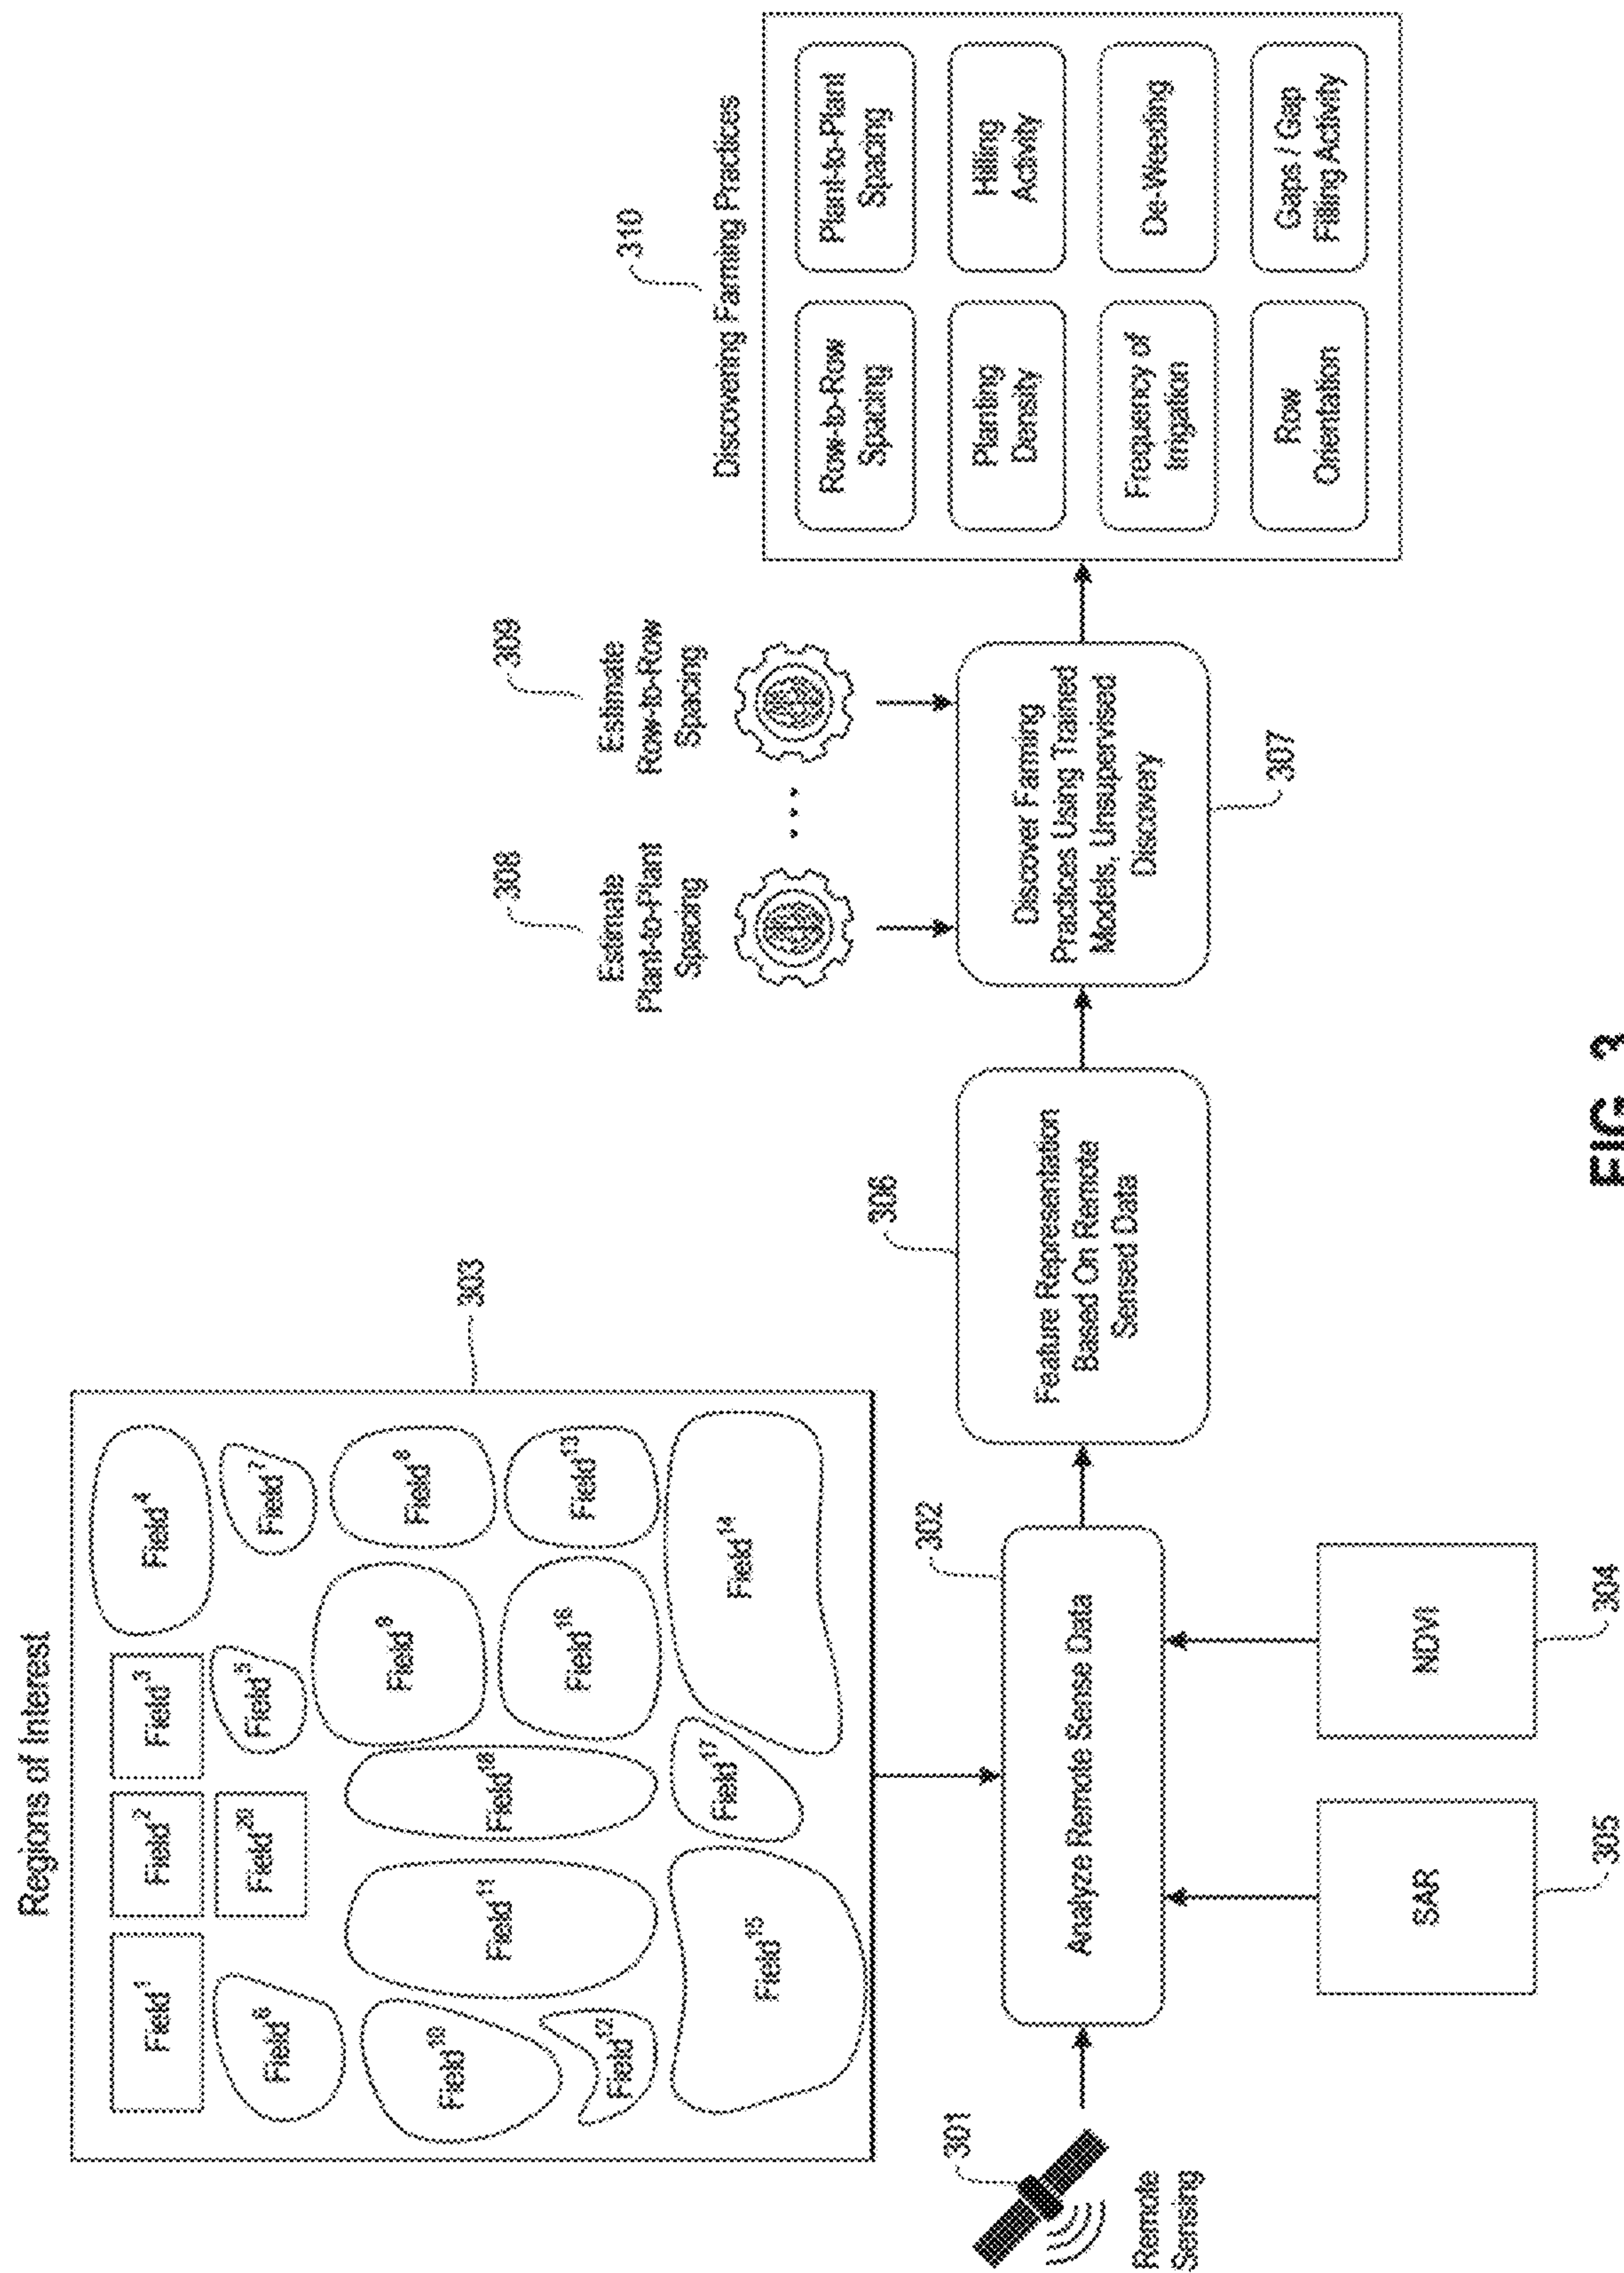 Regions of Interest
Field¹
Field²
Field³
Field⁴
Field⁶
Field²⁰
Field⁵
Field⁷
Field¹⁰
Field¹¹
Field¹⁸
Field⁹
Field⁸
Field¹²
Field¹⁶
Field¹³
Field¹⁵
Field¹⁷
Field¹⁴
303
301
Remote
Sensing
302
Analyze Remote Sense Data
305
SAR
304
NDVI
306
Feature Representation
Based On Remote
Sensed Data
308
Estimate
Plant-to-Plant
Spacing
...
309
Estimate
Row-to-Row
Spacing
Discover Farming
Practices Using Trained
Models, Unsupervised
Discovery
307
310
Discovering Farming Practices
Row-to-Row
Spacing
Plant-to-Plant
Spacing
Planting
Density
Hilling
Activity
Frequency of
Irrigation
De-Weeding
Row
Orientation
Gaps / Gap
Filling Activity
FIG. 3